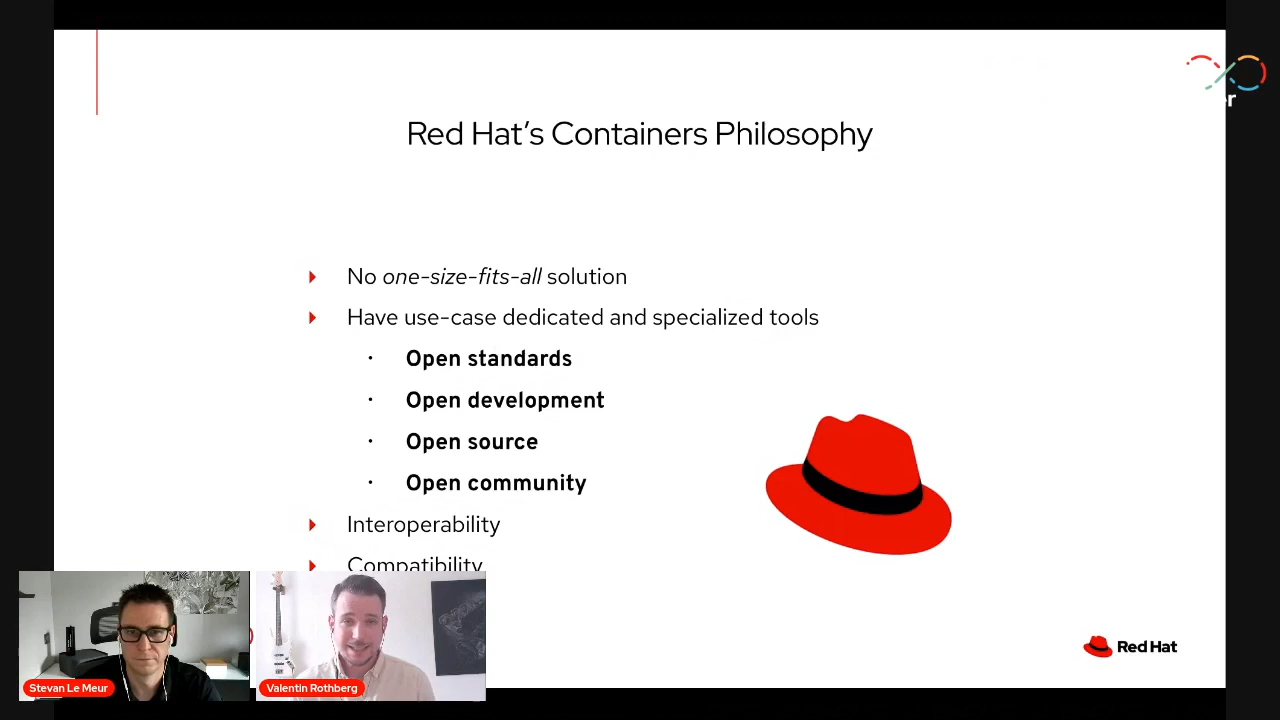 Red Hat's Containers Philosophy
No one-size-fits-all solution
Have use-case dedicated and specialized tools
Open standards
Open development
Open source
Open community
Interoperability
Compatibility
Red Hat
Stevan Le Meur
Valentin Rothberg